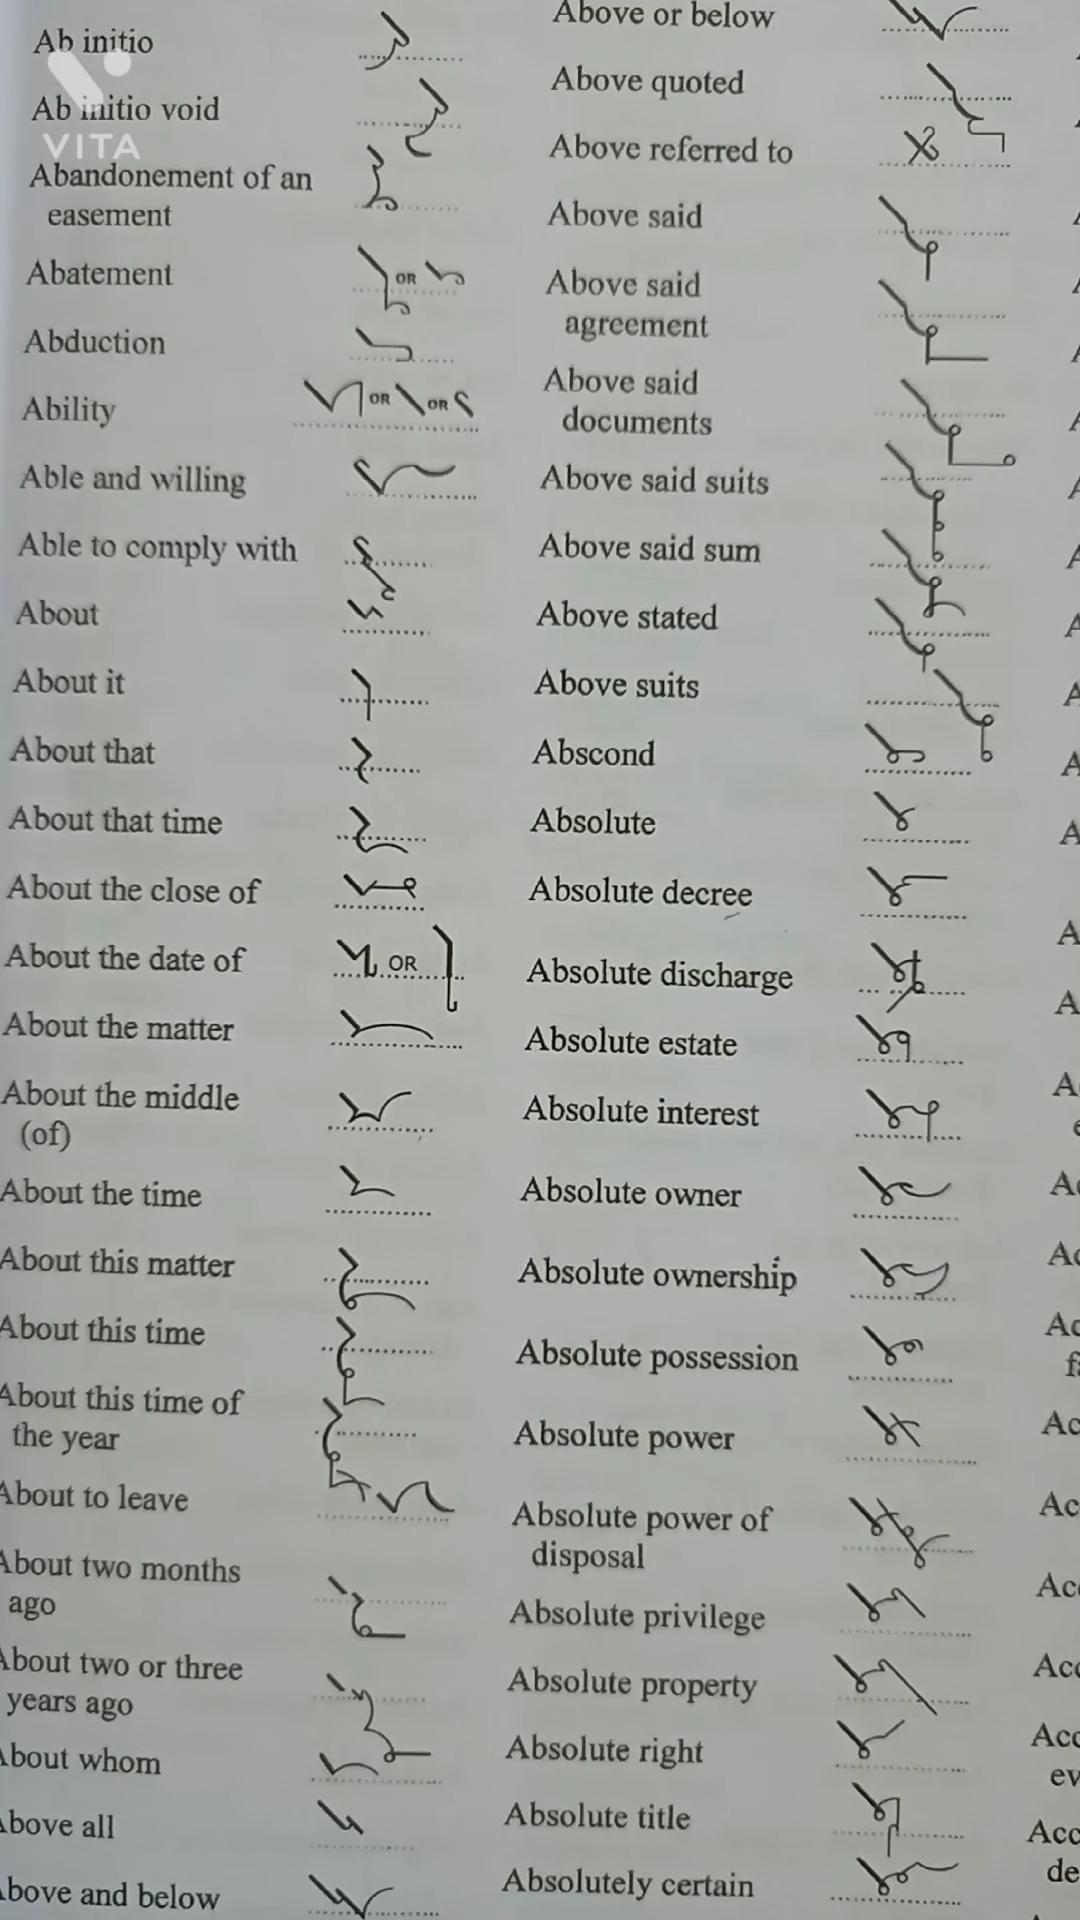 Ab initio
Ab initio void
VITA
Abandonement of an
easement
Abatement
OR
Abduction
Ability
OR
OR
Able and willing
Able to comply with
About
About it
About that
About that time
About the close of
About the date of
OR
About the matter
About the middle
(of)
About the time
About this matter
About this time
About this time of
the year
About to leave
About two months
ago
About two or three
years ago
About whom
Above all
Above and below
Above or below
Above quoted
Above referred to
Above said
Above said
agreement
Above said
documents
Above said suits
Above said sum
Above stated
Above suits
Abscond
Absolute
Absolute decree
Absolute discharge
Absolute estate
Absolute interest
Absolute owner
Absolute ownership
Absolute possession
Absolute power
Absolute power of
disposal
Absolute privilege
Absolute property
Absolute right
Absolute title
Absolutely certain